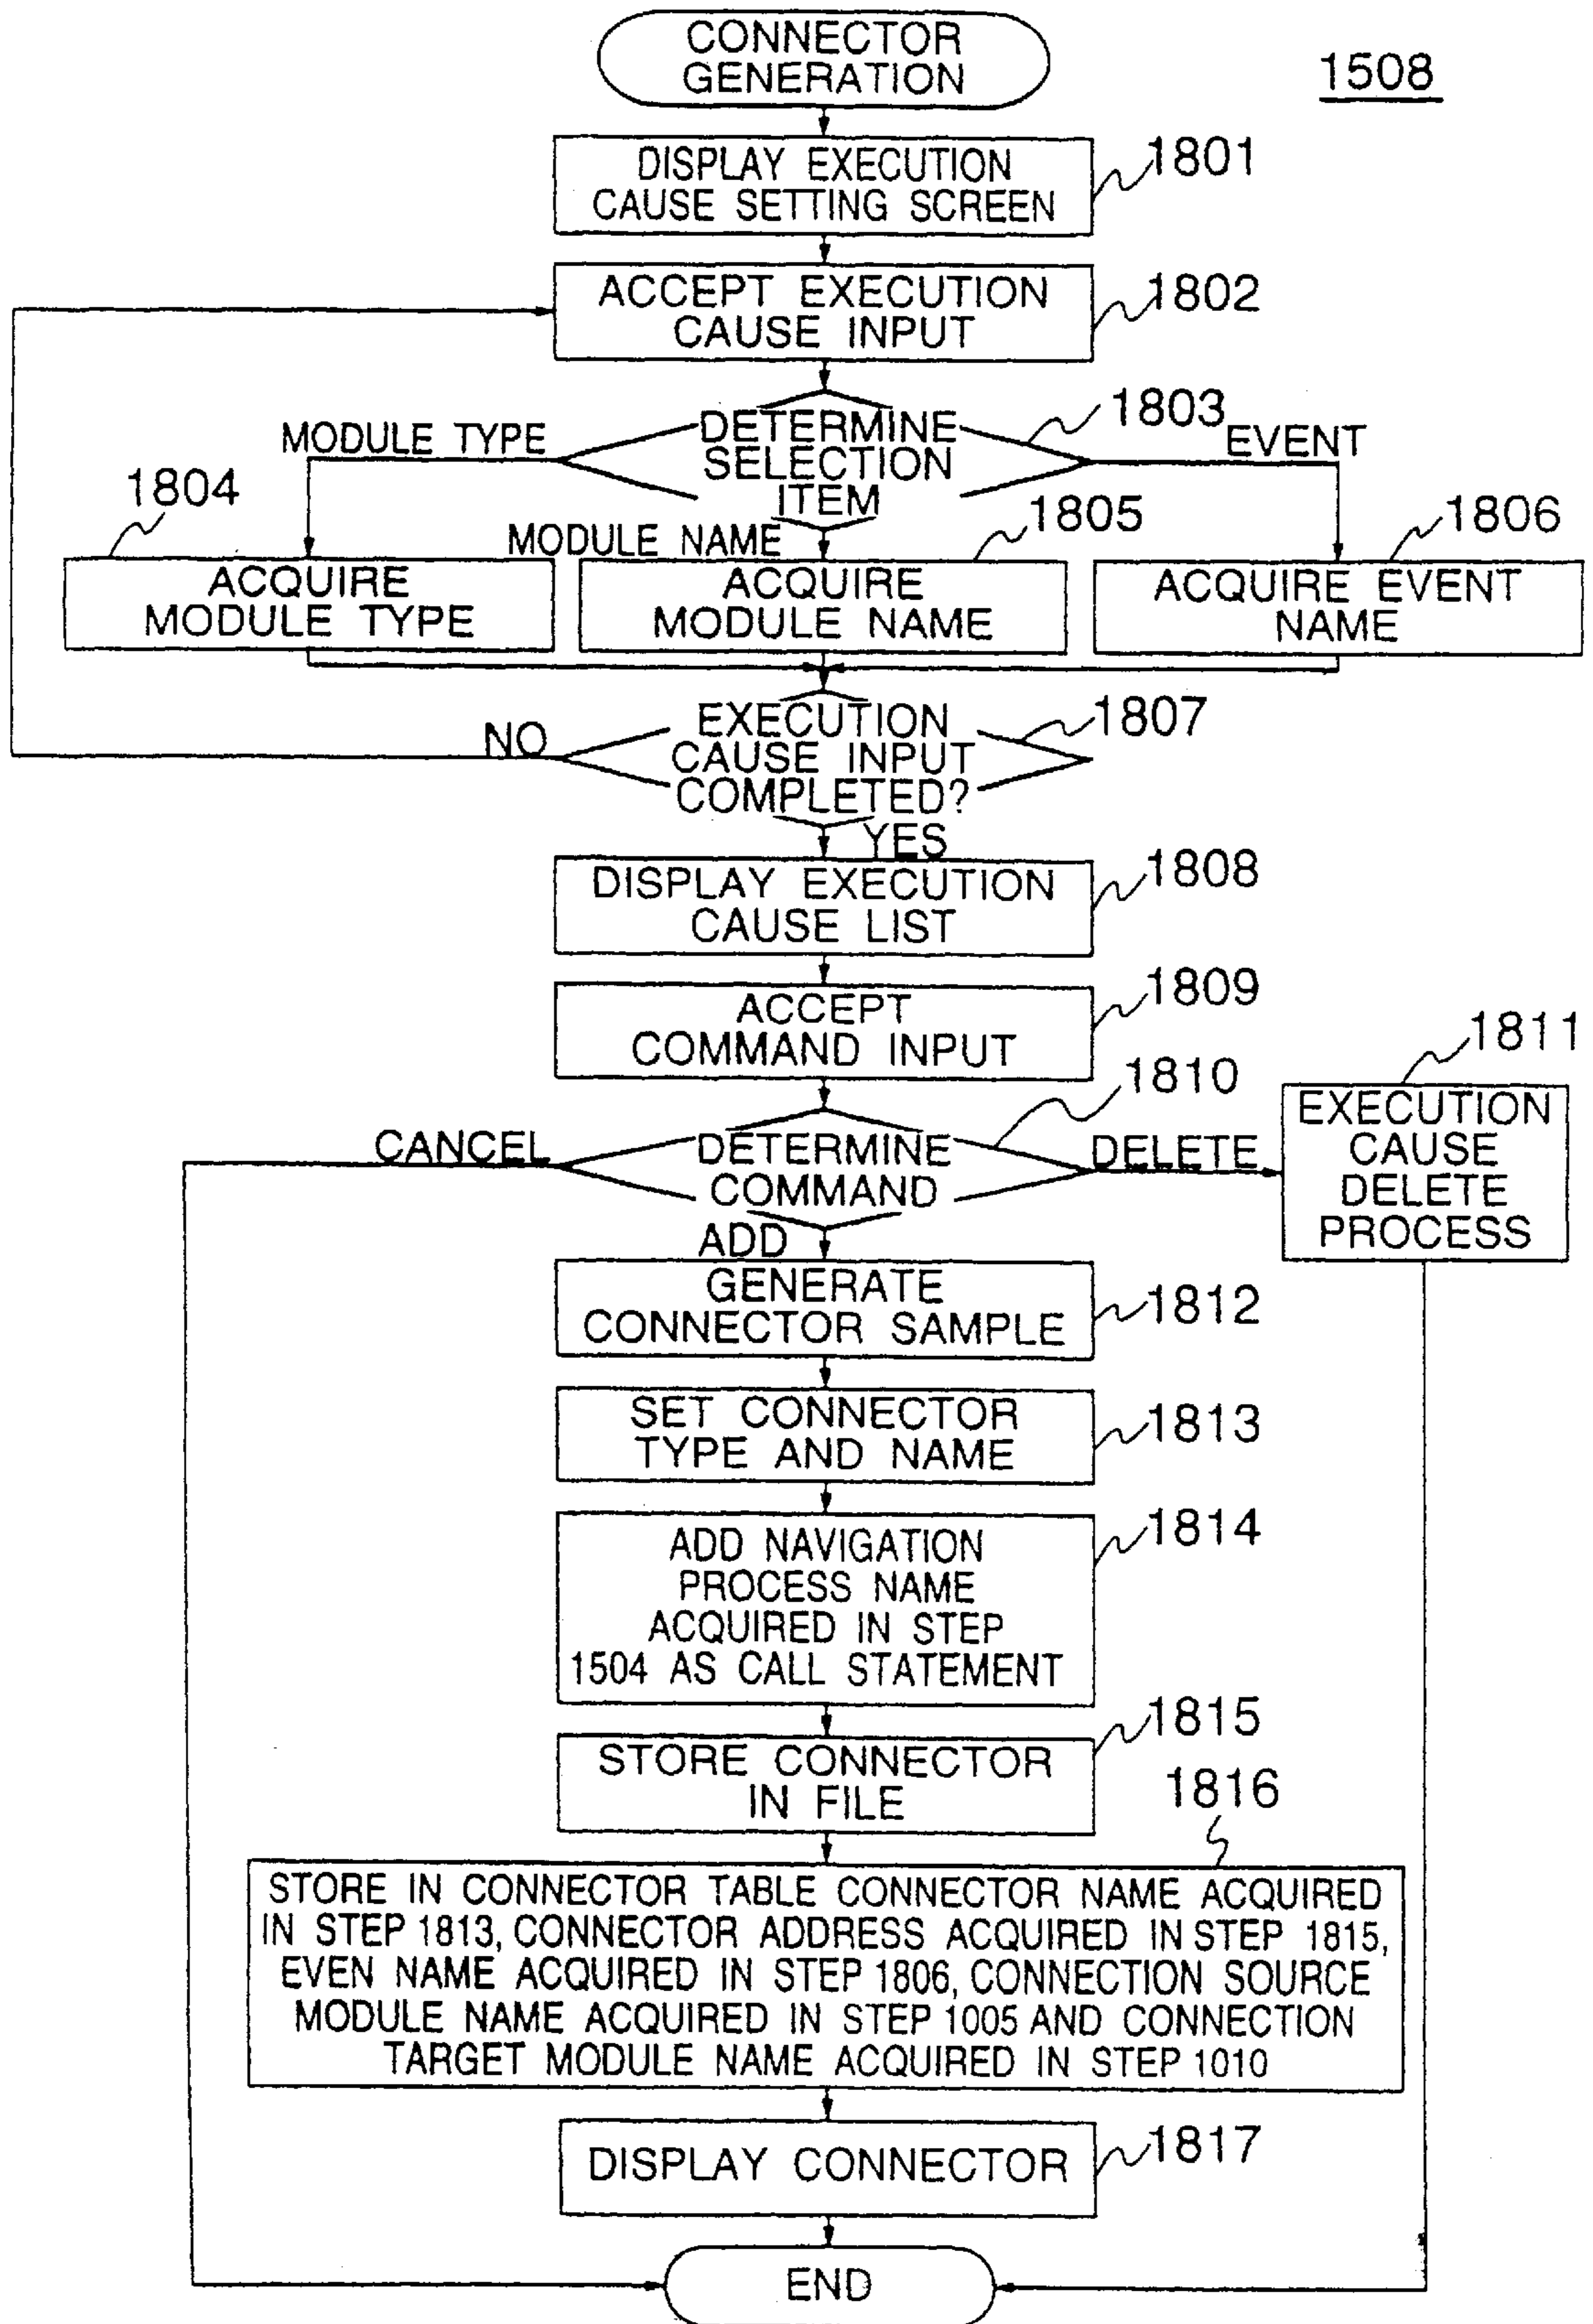 CONNECTOR
GENERATION
1508
DISPLAY EXECUTION
CAUSE SETTING SCREEN
1801
ACCEPT EXECUTION
CAUSE INPUT
1802
DETERMINE
SELECTION
ITEM
1803
MODULE TYPE
EVENT
MODULE NAME
1804
ACQUIRE
MODULE TYPE
1805
ACQUIRE
MODULE NAME
1806
ACQUIRE EVENT
NAME
EXECUTION
CAUSE INPUT
COMPLETED?
1807
NO
YES
DISPLAY EXECUTION
CAUSE LIST
1808
ACCEPT
COMMAND INPUT
1809
DETERMINE
COMMAND
1810
CANCEL
DELETE
ADD
1811
EXECUTION
CAUSE
DELETE
PROCESS
GENERATE
CONNECTOR SAMPLE
1812
SET CONNECTOR
TYPE AND NAME
1813
ADD NAVIGATION
PROCESS NAME
ACQUIRED IN STEP
1504 AS CALL STATEMENT
1814
STORE CONNECTOR
IN FILE
1815
1816
STORE IN CONNECTOR TABLE CONNECTOR NAME ACQUIRED
IN STEP 1813, CONNECTOR ADDRESS ACQUIRED IN STEP 1815,
EVEN NAME ACQUIRED IN STEP 1806, CONNECTION SOURCE
MODULE NAME ACQUIRED IN STEP 1005 AND CONNECTION
TARGET MODULE NAME ACQUIRED IN STEP 1010
DISPLAY CONNECTOR
1817
END